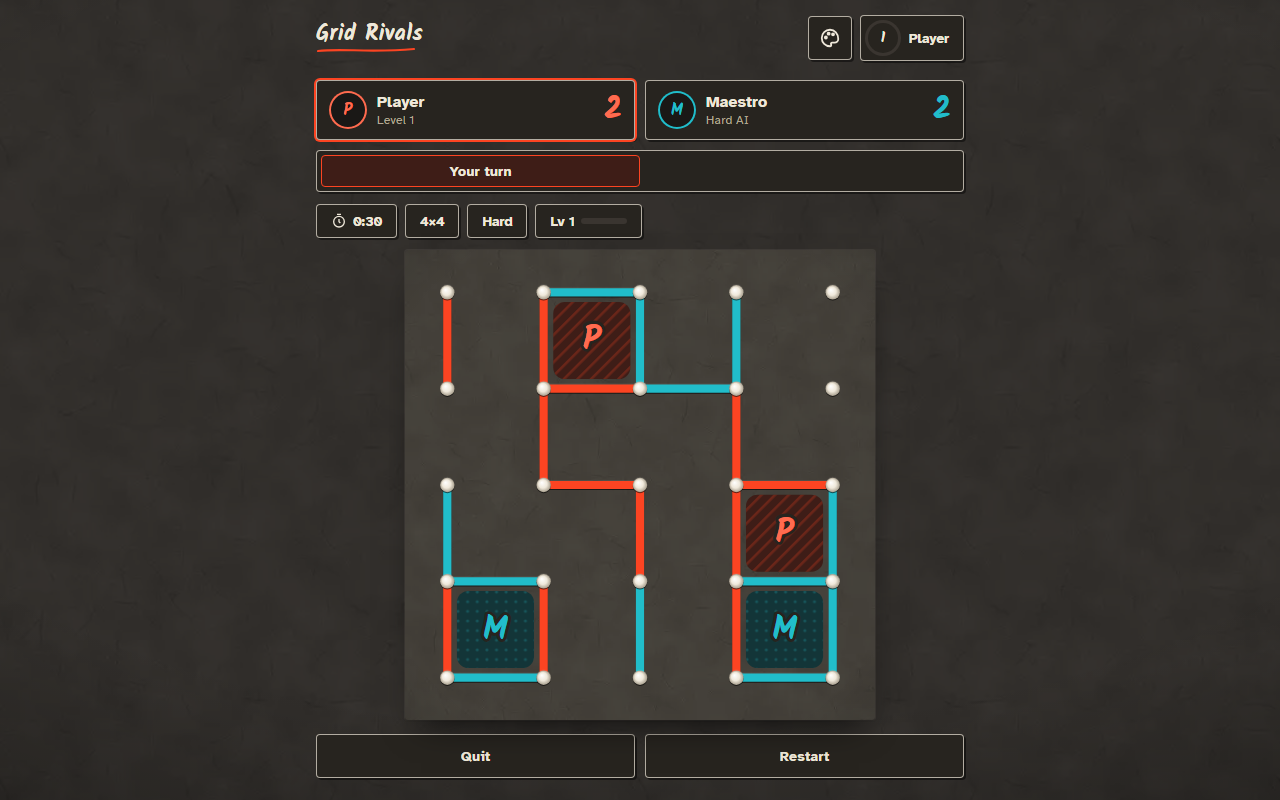 Grid Rivals
1 Player
P Player 2
Level 1
M Maestro 2
Hard AI
Your turn
0:30 4×4 Hard Lv 1
P
P
M M
Quit Restart